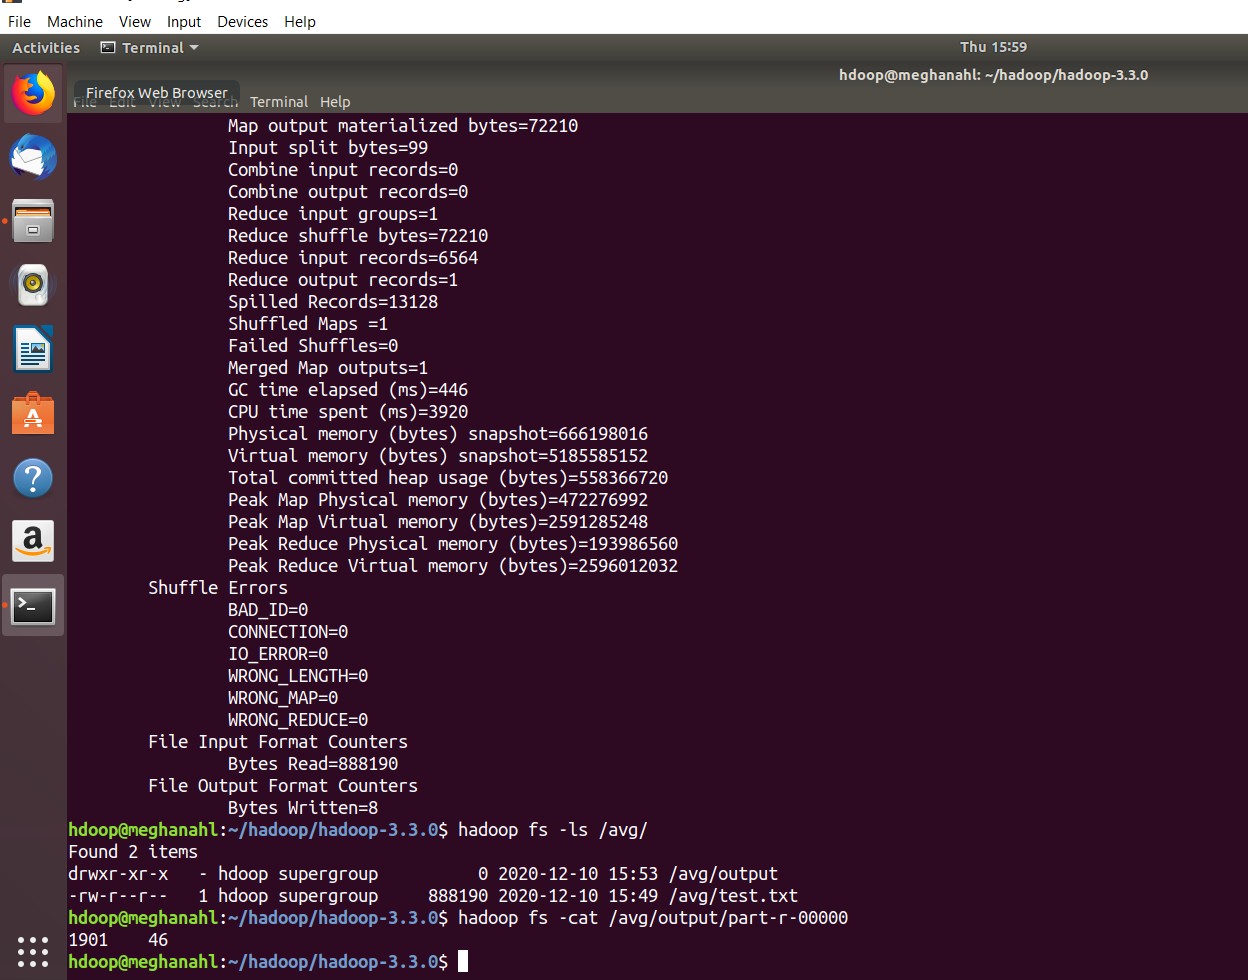 File Machine View Input Devices Help
Activities Terminal Thu 15:59
hdoop@meghanahl: ~/hadoop/hadoop-3.3.0
Firefox Web Browser
File Edit View Search Terminal Help
Map output materialized bytes=72210
Input split bytes=99
Combine input records=0
Combine output records=0
Reduce input groups=1
Reduce shuffle bytes=72210
Reduce input records=6564
Reduce output records=1
Spilled Records=13128
Shuffled Maps =1
Failed Shuffles=0
Merged Map outputs=1
GC time elapsed (ms)=446
CPU time spent (ms)=3920
Physical memory (bytes) snapshot=666198016
Virtual memory (bytes) snapshot=5185585152
Total committed heap usage (bytes)=558366720
Peak Map Physical memory (bytes)=472276992
Peak Map Virtual memory (bytes)=2591285248
Peak Reduce Physical memory (bytes)=193986560
Peak Reduce Virtual memory (bytes)=2596012032
Shuffle Errors
BAD_ID=0
CONNECTION=0
IO_ERROR=0
WRONG_LENGTH=0
WRONG_MAP=0
WRONG_REDUCE=0
File Input Format Counters
Bytes Read=888190
File Output Format Counters
Bytes Written=8
hdoop@meghanahl:~/hadoop/hadoop-3.3.0$ hadoop fs -ls /avg/
Found 2 items
drwxr-xr-x - hdoop supergroup 0 2020-12-10 15:53 /avg/output
-rw-r--r-- 1 hdoop supergroup 888190 2020-12-10 15:49 /avg/test.txt
hdoop@meghanahl:~/hadoop/hadoop-3.3.0$ hadoop fs -cat /avg/output/part-r-00000
1901 46
hdoop@meghanahl:~/hadoop/hadoop-3.3.0$